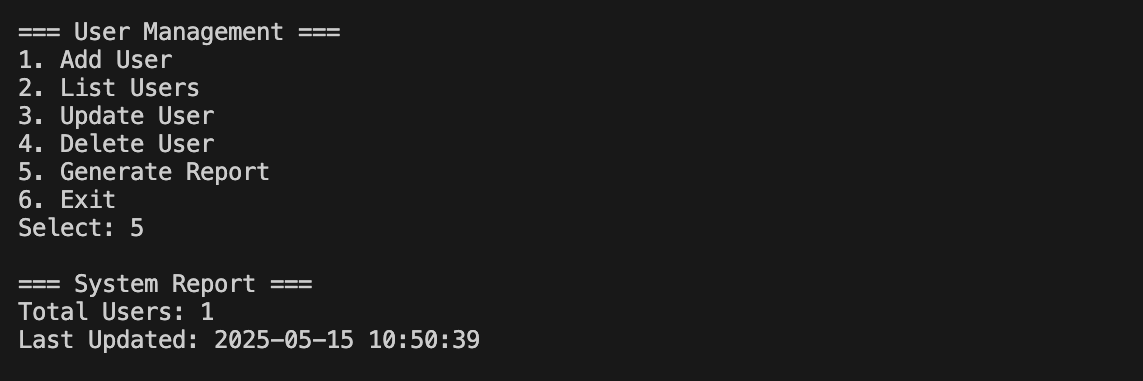 === User Management ===
1. Add User
2. List Users
3. Update User
4. Delete User
5. Generate Report
6. Exit
Select: 5
=== System Report ===
Total Users: 1
Last Updated: 2025-05-15 10:50:39